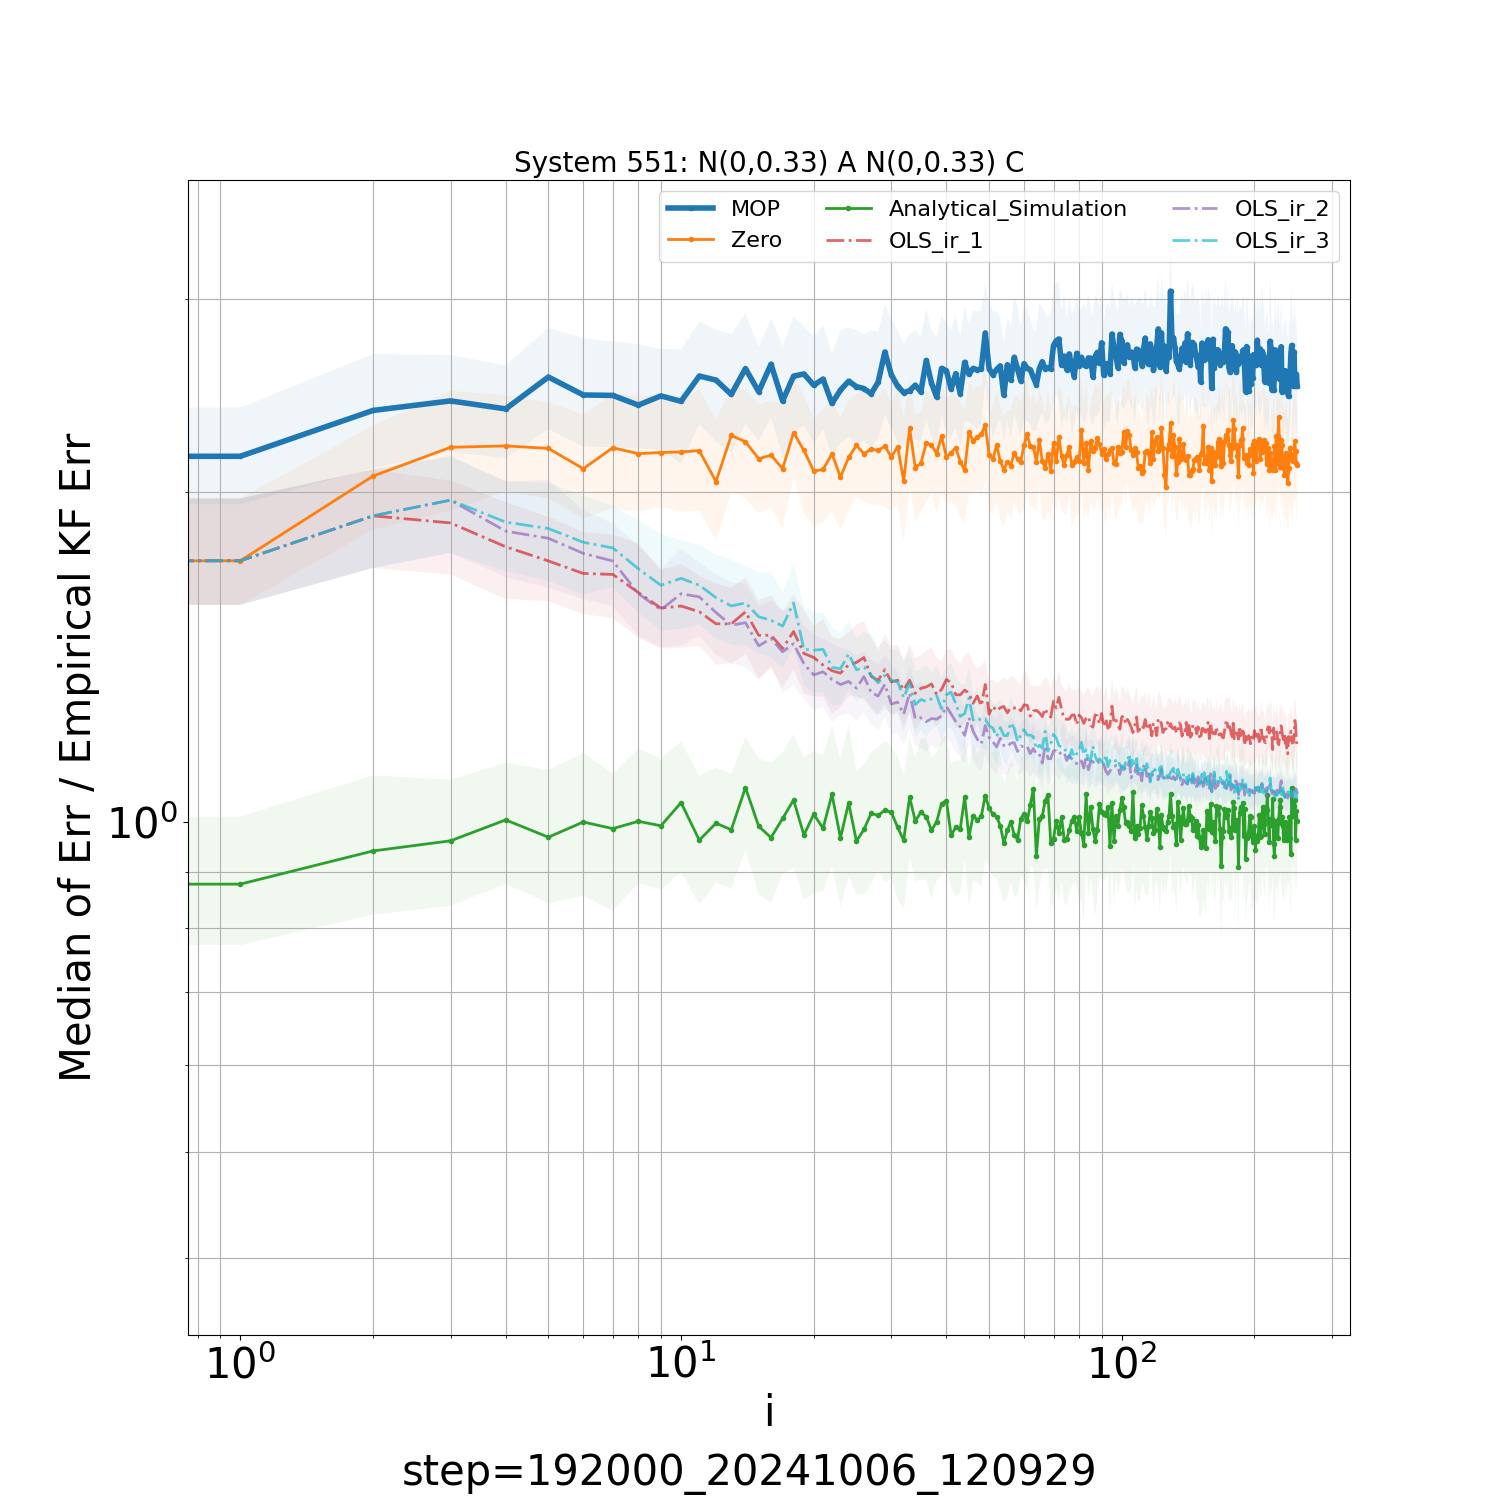 System 551: N(0,0.33) A N(0,0.33) C
MOP
Zero
Analytical_Simulation
OLS_ir_1
OLS_ir_2
OLS_ir_3
Median of Err / Empirical KF Err
10⁰
10⁰
10¹
10²
i
step=192000_20241006_120929